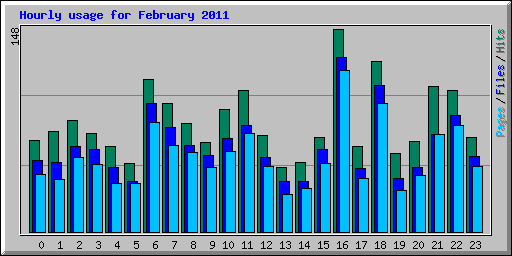 Hourly usage for February 2011
148
Pages/Files/Hits
0 1 2 3 4 5 6 7 8 9 10 11 12 13 14 15 16 17 18 19 20 21 22 23